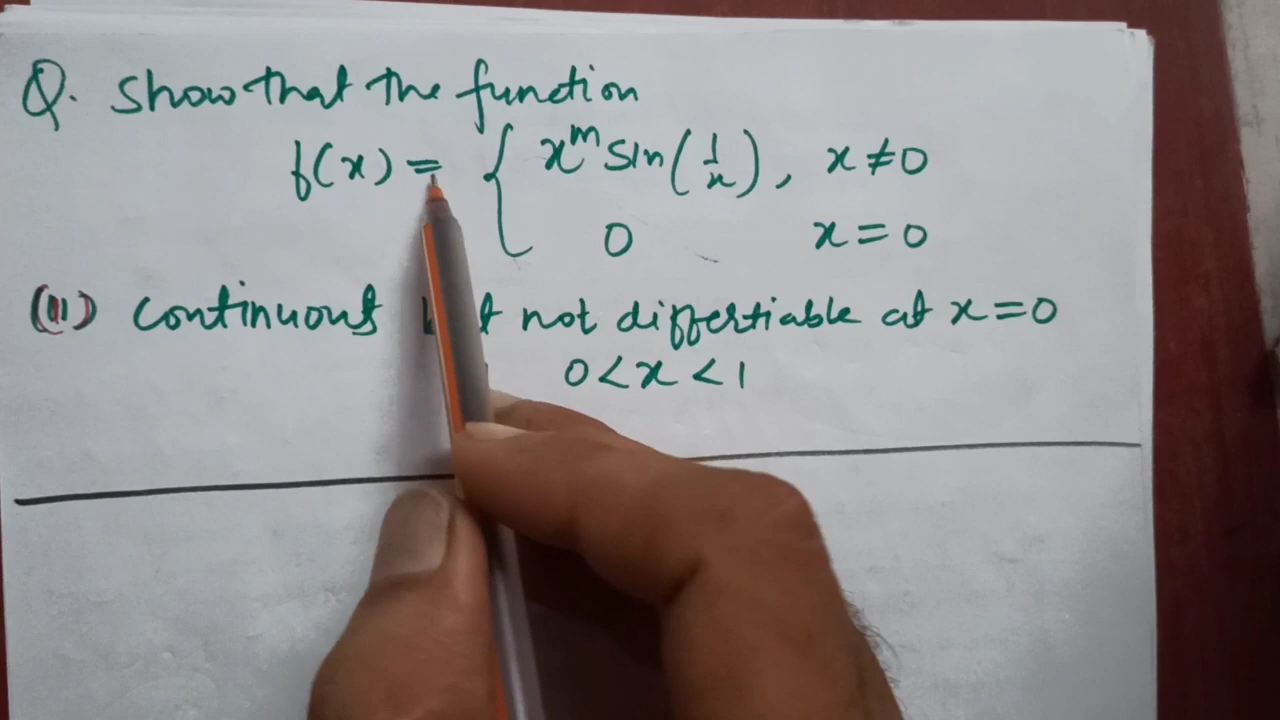 Q. Show that the function
f(x) = { x^m sin(1/x), x ≠ 0
0 x = 0
(II) continuous not differtiable at x = 0
0 < x < 1